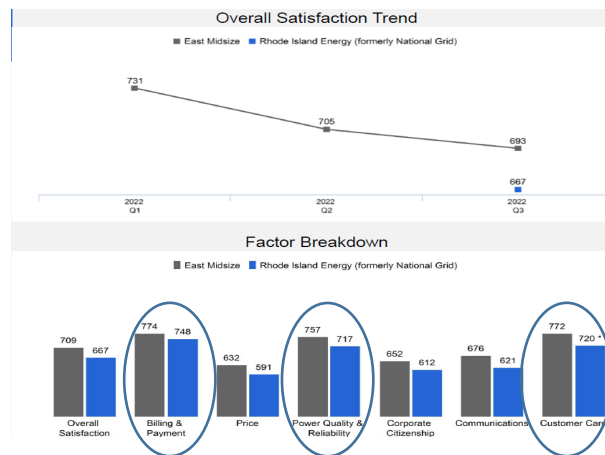 Overall Satisfaction Trend
East Midsize Rhode Island Energy (formerly National Grid)
731
705
693
667
2022 2022 2022
Q1 Q2 Q3
Factor Breakdown
East Midsize Rhode Island Energy (formerly National Grid)
709 667 774 748 632 591 757 717 652 612 676 621 772 720 *
Overall Billing & Price Power Quality & Corporate Communications Customer Care
Satisfaction Payment Reliability Citizenship